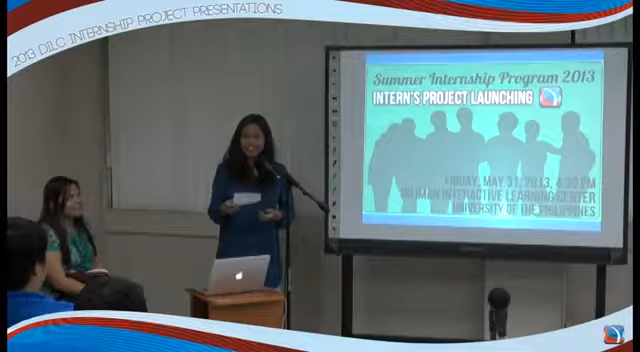 2013 DILC INTERNSHIP PROJECT PRESENTATIONS
Summer Internship Program 2013
INTERN'S PROJECT LAUNCHING
FRIDAY, MAY 31, 2013, 4:30 PM
DILIMAN INTERACTIVE LEARNING CENTER
UNIVERSITY OF THE PHILIPPINES